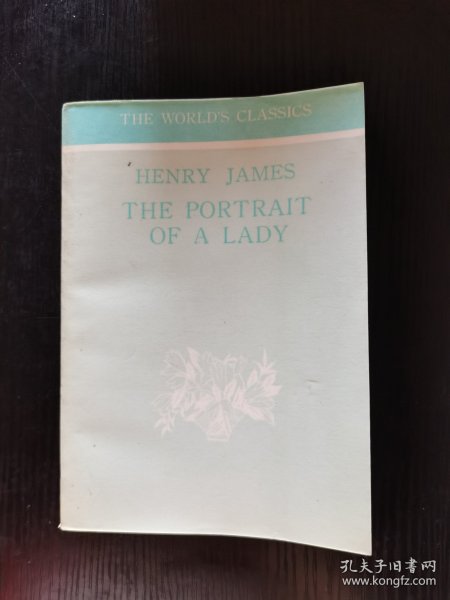 THE WORLD'S CLASSICS
HENRY JAMES
THE PORTRAIT
OF A LADY
孔夫子旧书网
www.kongfz.com